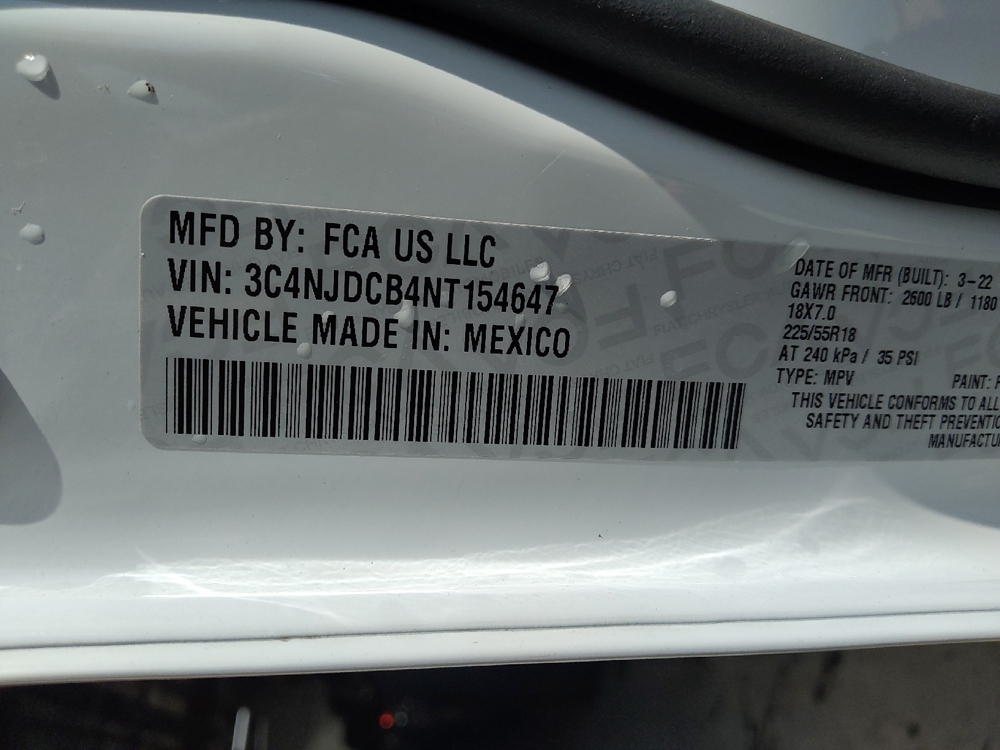 MFD BY: FCA US LLC
VIN: 3C4NJDCB4NT154647
VEHICLE MADE IN: MEXICO
DATE OF MFR (BUILT): 3-22
GAWR FRONT: 2600 LB / 1180
18X7.0
225/55R18
AT 240 kPa / 35 PSI
TYPE: MPV PAINT: P
THIS VEHICLE CONFORMS TO ALL
SAFETY AND THEFT PREVENTIO
MANUFACTU